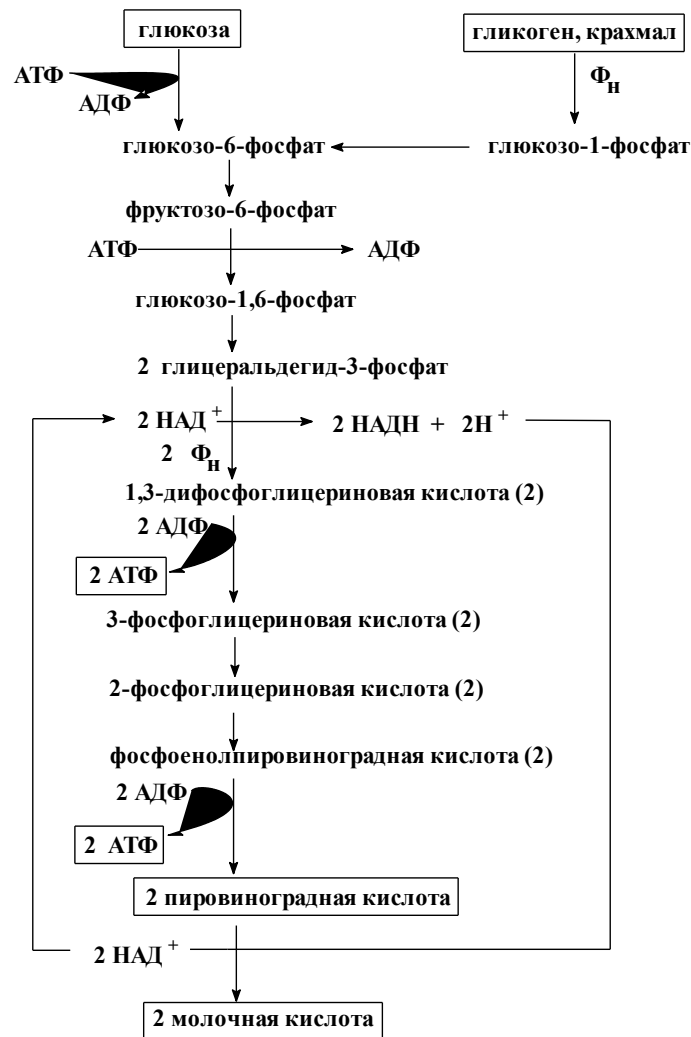 глюкоза
гликоген, крахмал
АТФ
АДФ
Фн
глюкозо-6-фосфат
глюкозо-1-фосфат
фруктозо-6-фосфат
АТФ
АДФ
глюкозо-1,6-фосфат
2 глицеральдегид-3-фосфат
2 НАД+
2 НАДН + 2Н+
2 Фн
1,3-дифосфоглицериновая кислота (2)
2 АДФ
2 АТФ
3-фосфоглицериновая кислота (2)
2-фосфоглицериновая кислота (2)
фосфоенолпировиноградная кислота (2)
2 АДФ
2 АТФ
2 пировиноградная кислота
2 НАД+
2 молочная кислота